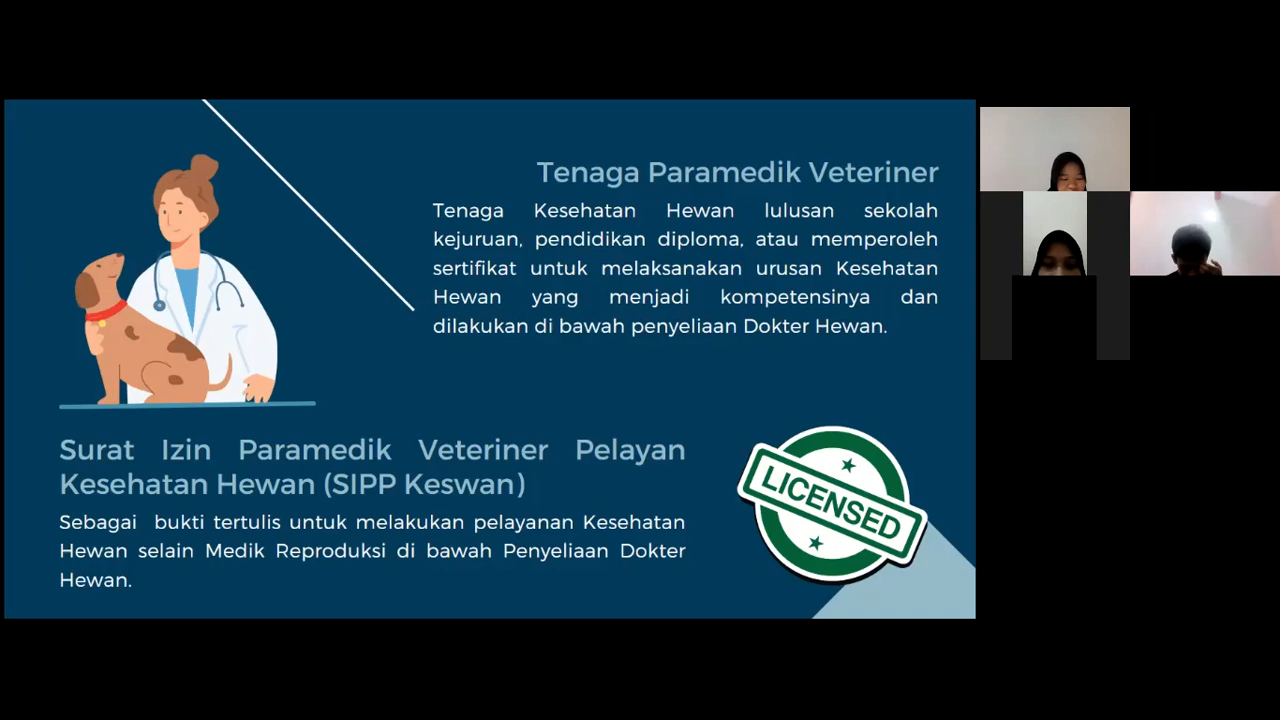 Tenaga Paramedik Veteriner
Tenaga Kesehatan Hewan lulusan sekolah
kejuruan, pendidikan diploma, atau memperoleh
sertifikat untuk melaksanakan urusan Kesehatan
Hewan yang menjadi kompetensinya dan
dilakukan di bawah penyeliaan Dokter Hewan.
Surat Izin Paramedik Veteriner Pelayan
Kesehatan Hewan (SIPP Keswan)
Sebagai bukti tertulis untuk melakukan pelayanan Kesehatan
Hewan selain Medik Reproduksi di bawah Penyeliaan Dokter
Hewan.
LICENSED